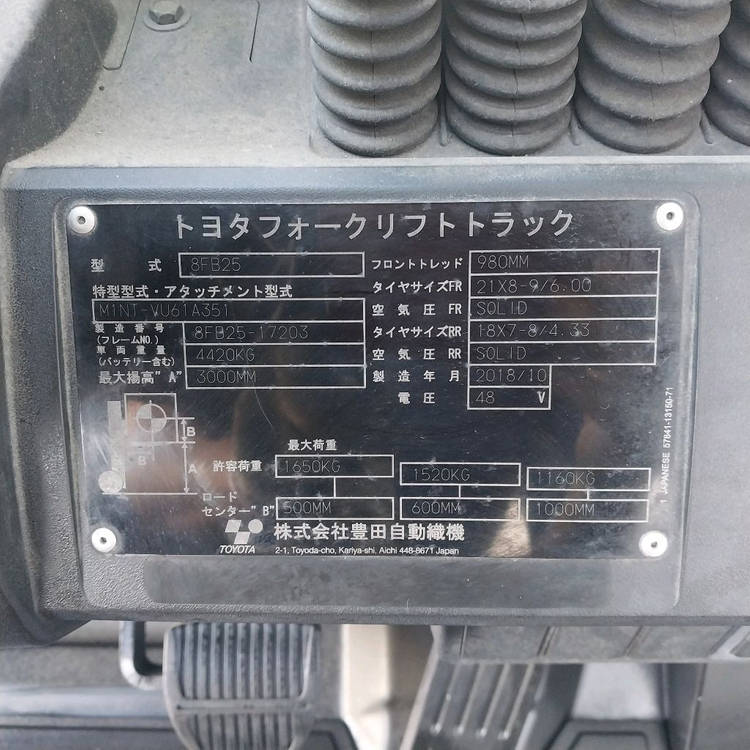 トヨタフォークリフトトラック
型式 8FB25
特型型式・アタッチメント型式
M1NT-VU61A351
製造番号 (フレームNO.) 8FB25-17203
車両重量 (バッテリー含む) 4420KG
最大揚高"A" 3000MM
フロントトレッド 980MM
タイヤサイズFR 21X8-9/6.00
空気圧 FR SOLID
タイヤサイズRR 18X7-8/4.33
空気圧 RR SOLID
製造年月 2018/10
電圧 48 V
B
B A
最大荷重
許容荷重 1650KG 1520KG 1160KG
ロード
センター"B" 500MM 600MM 1000MM
TOYOTA 株式会社豊田自動織機
2-1, Toyoda-cho, Kariya-shi, Aichi 448-8671 Japan
1 JAPANESE 57841-13150-71